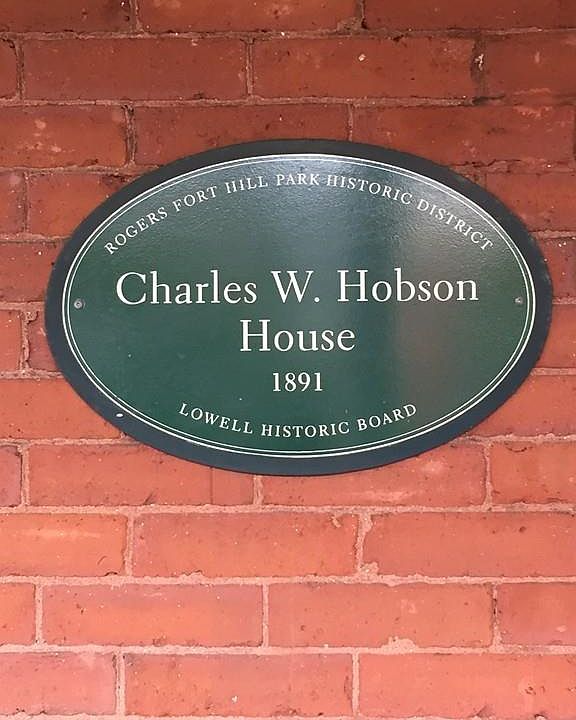 ROGERS FORT HILL PARK HISTORIC DISTRICT
Charles W. Hobson
House
1891
LOWELL HISTORIC BOARD